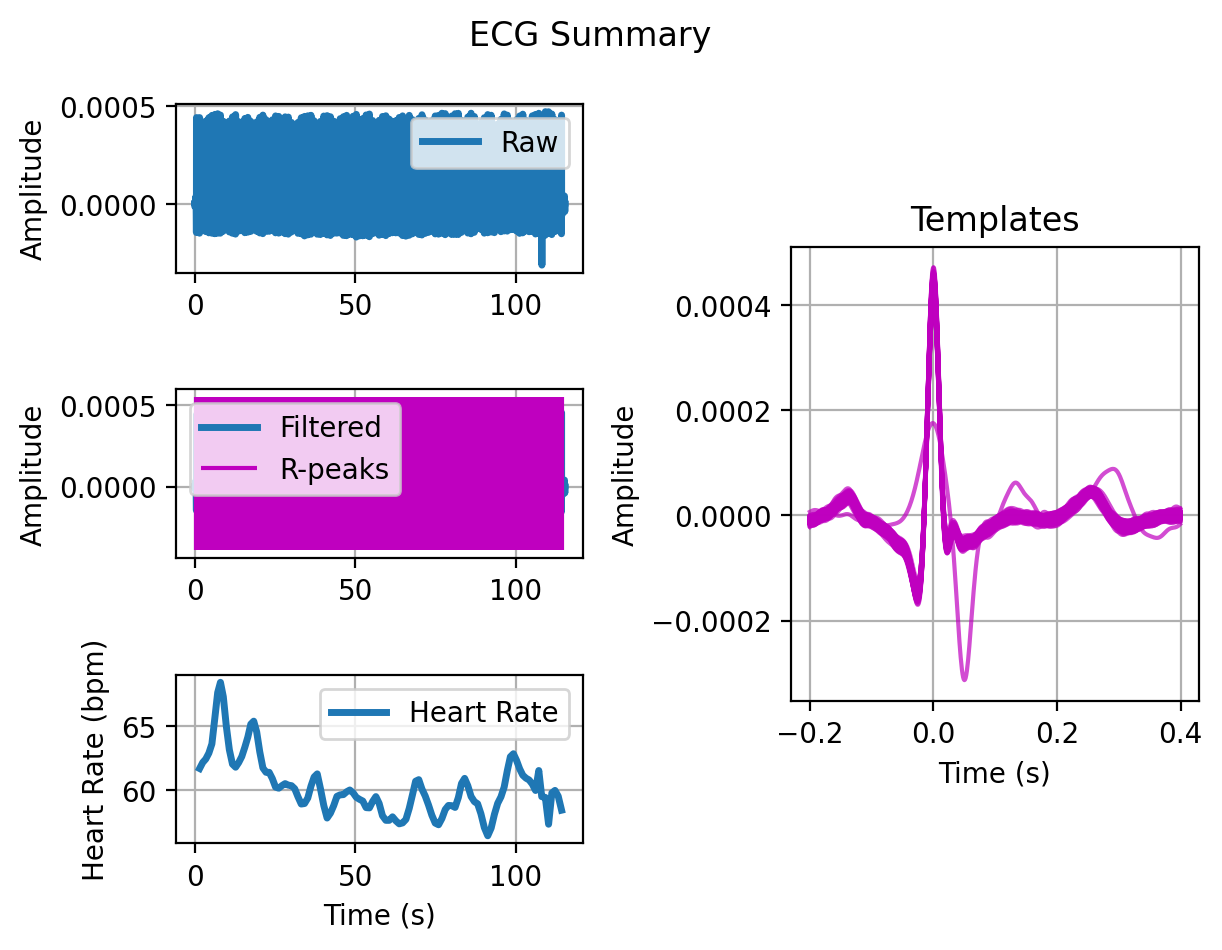 ECG Summary
Amplitude
0.0005
0.0000
Raw
0 50 100
Amplitude
0.0005
0.0000
Filtered
R-peaks
0 50 100
Heart Rate (bpm)
65
60
Heart Rate
0 50 100
Time (s)
Templates
Amplitude
0.0004
0.0002
0.0000
−0.0002
−0.2 0.0 0.2 0.4
Time (s)